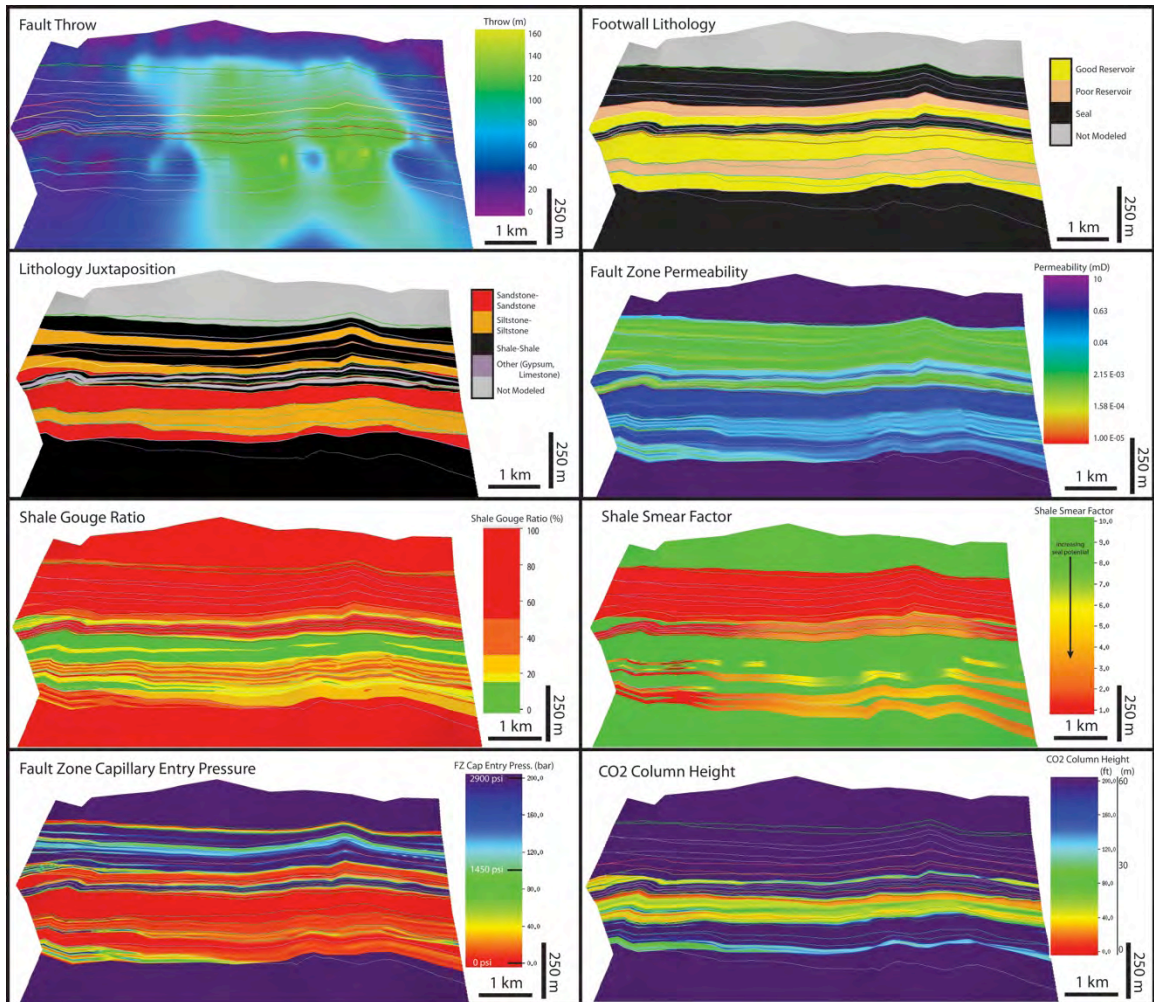 Fault Throw
Throw (m)
160
140
120
100
80
60
40
20
0
250 m
1 km
Footwall Lithology
Good Reservoir
Poor Reservoir
Seal
Not Modeled
250 m
1 km
Lithology Juxtaposition
Sandstone-
Sandstone
Siltstone-
Siltstone
Shale-Shale
Other (Gypsum,
Limestone)
Not Modeled
250 m
1 km
Fault Zone Permeability
Permeability (mD)
10
0.63
0.04
2.15 E-03
1.58 E-04
1.00 E-05
250 m
1 km
Shale Gouge Ratio
Shale Gouge Ratio (%)
100
80
60
40
20
0
250 m
1 km
Shale Smear Factor
Shale Smear Factor
10,0
9,0
8,0
7,0
6,0
5,0
4,0
3,0
2,0
1,0
increasing
seal potential
250 m
1 km
Fault Zone Capillary Entry Pressure
FZ Cap Entry Press. (bar)
2900 psi
200,0
160,0
120,0
1450 psi
80,0
40,0
0 psi
0,0
250 m
1 km
CO2 Column Height
CO2 Column Height
(ft) (m)
200,0 60
160,0
120,0
30
80,0
40,0
0,0 0
250 m
1 km